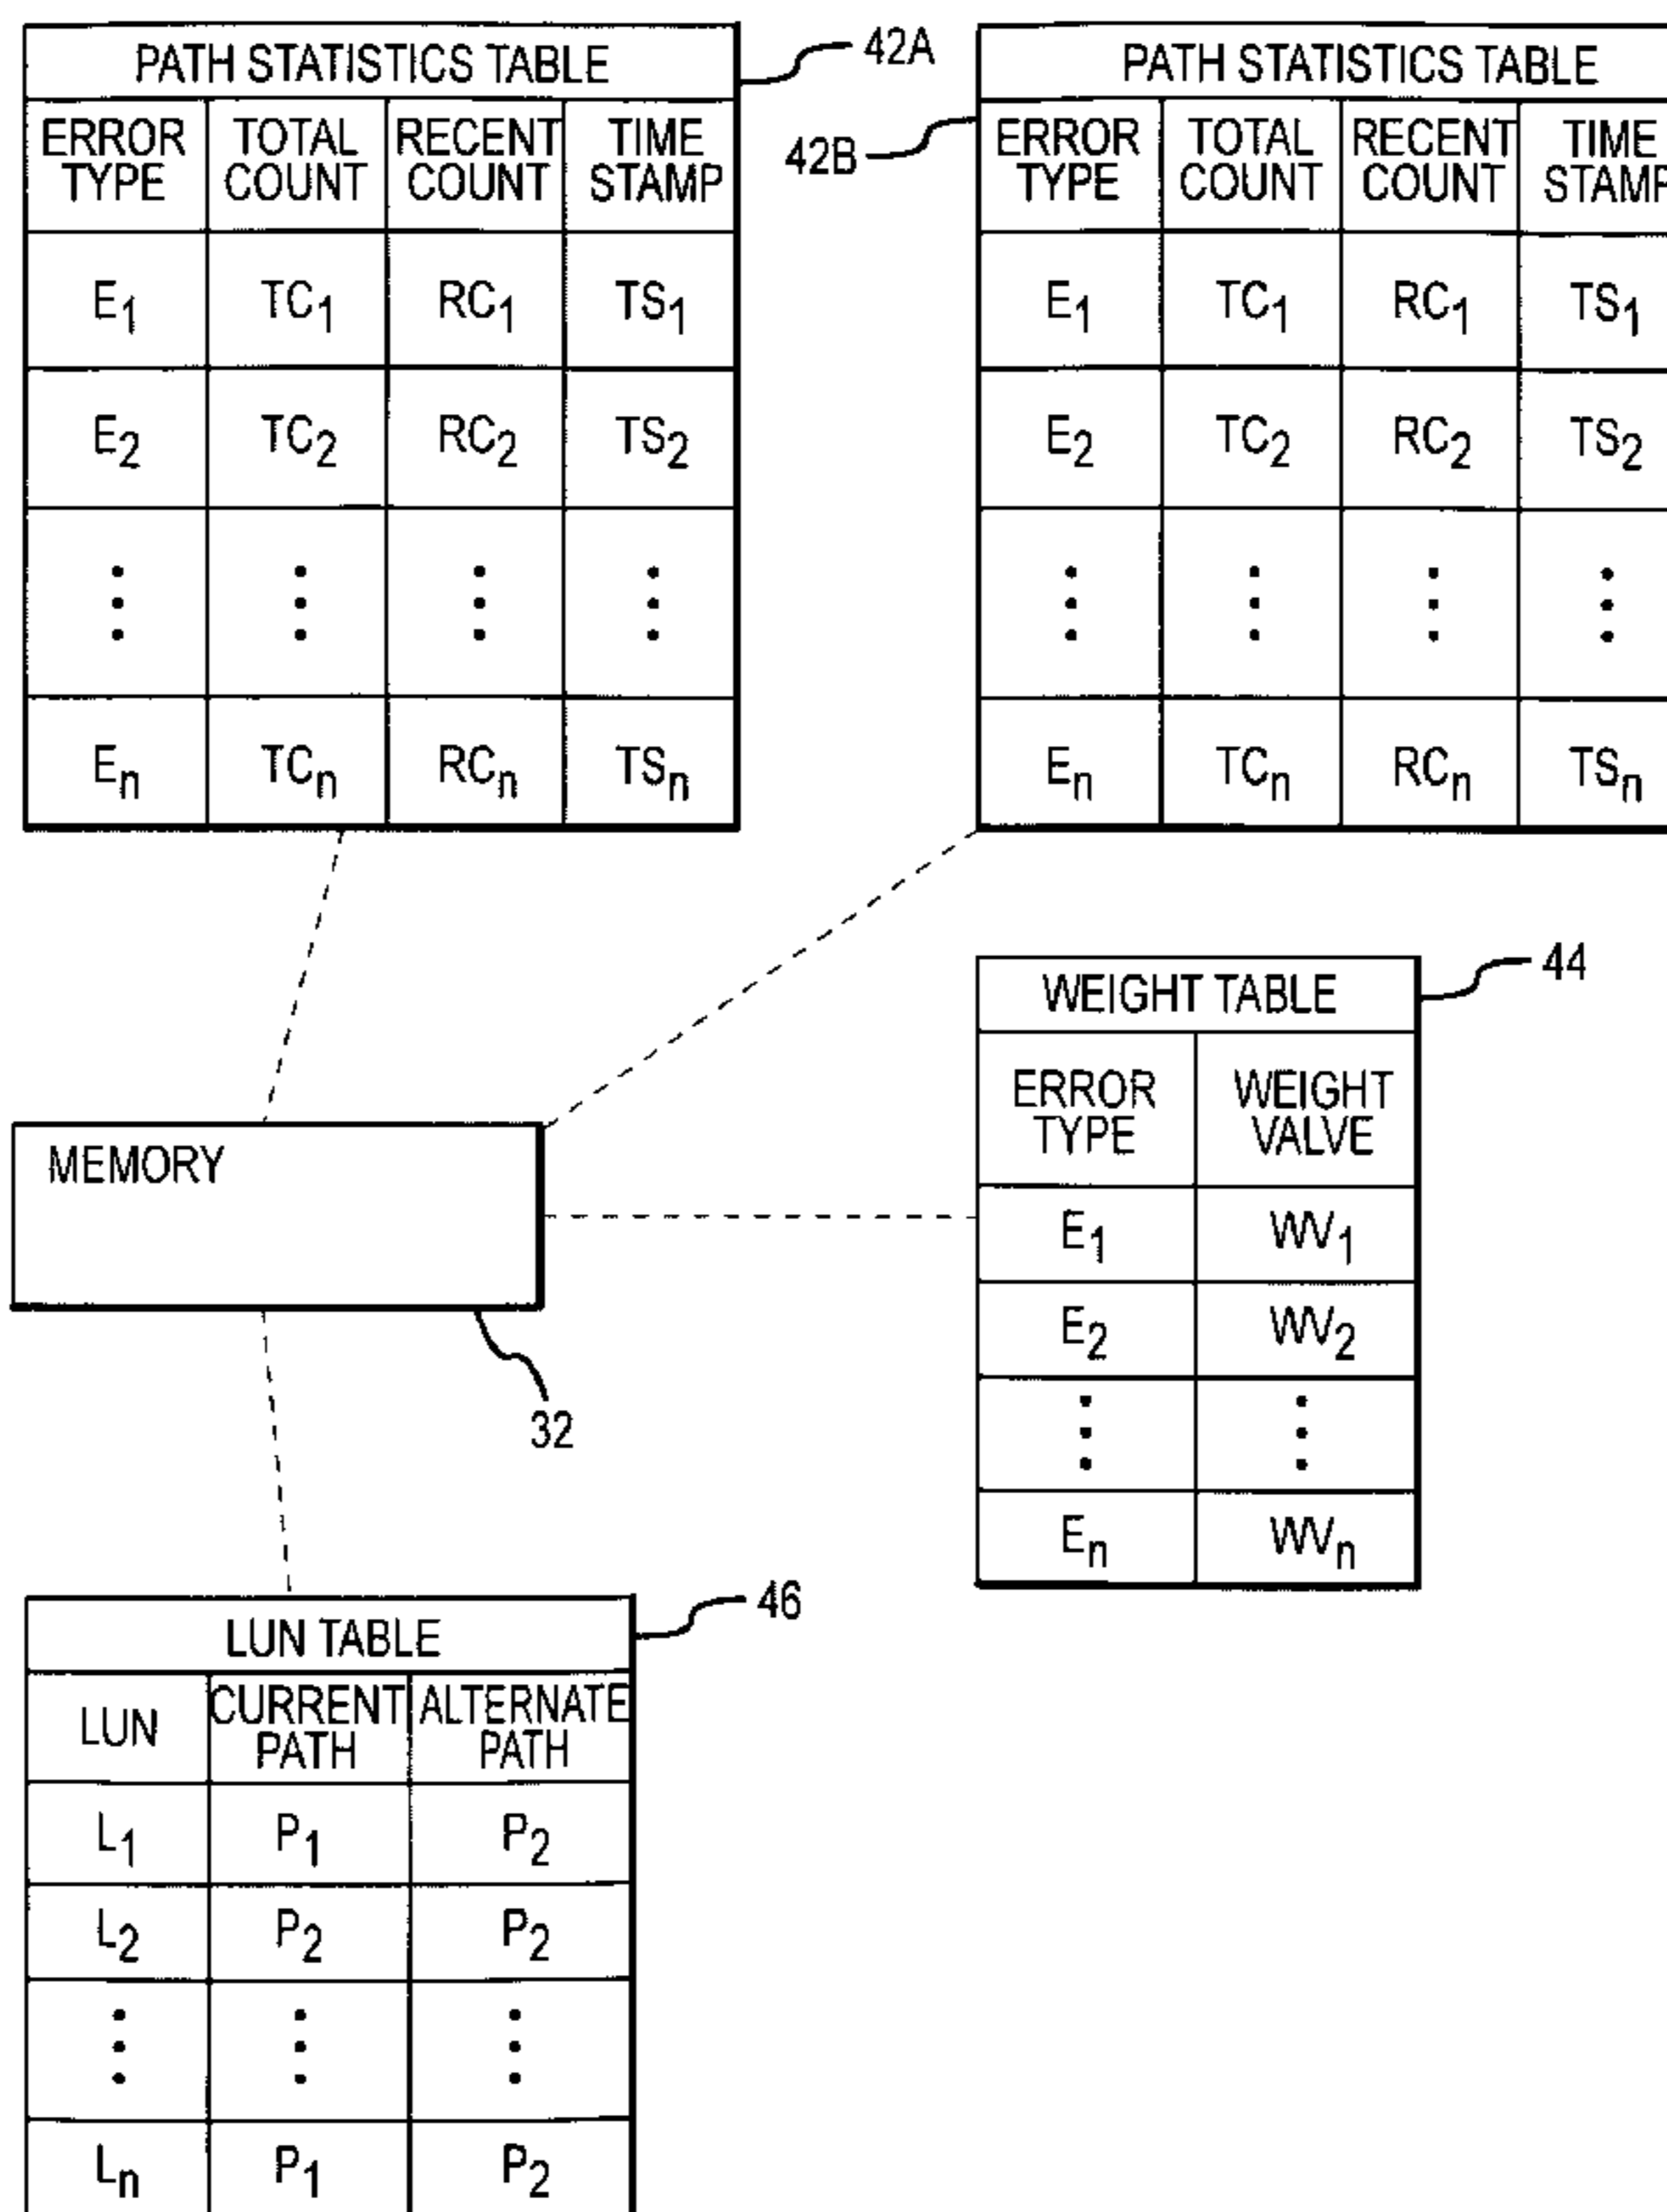 PATH STATISTICS TABLE
42A
ERROR TYPE TOTAL COUNT RECENT COUNT TIME STAMP
E1 TC1 RC1 TS1
E2 TC2 RC2 TS2
En TCn RCn TSn
PATH STATISTICS TABLE
42B
ERROR TYPE TOTAL COUNT RECENT COUNT TIME STAMP
E1 TC1 RC1 TS1
E2 TC2 RC2 TS2
En TCn RCn TSn
MEMORY
32
WEIGHT TABLE
44
ERROR TYPE WEIGHT VALVE
E1 WV1
E2 WV2
En WVn
LUN TABLE
46
LUN CURRENT PATH ALTERNATE PATH
L1 P1 P2
L2 P2 P2
Ln P1 P2